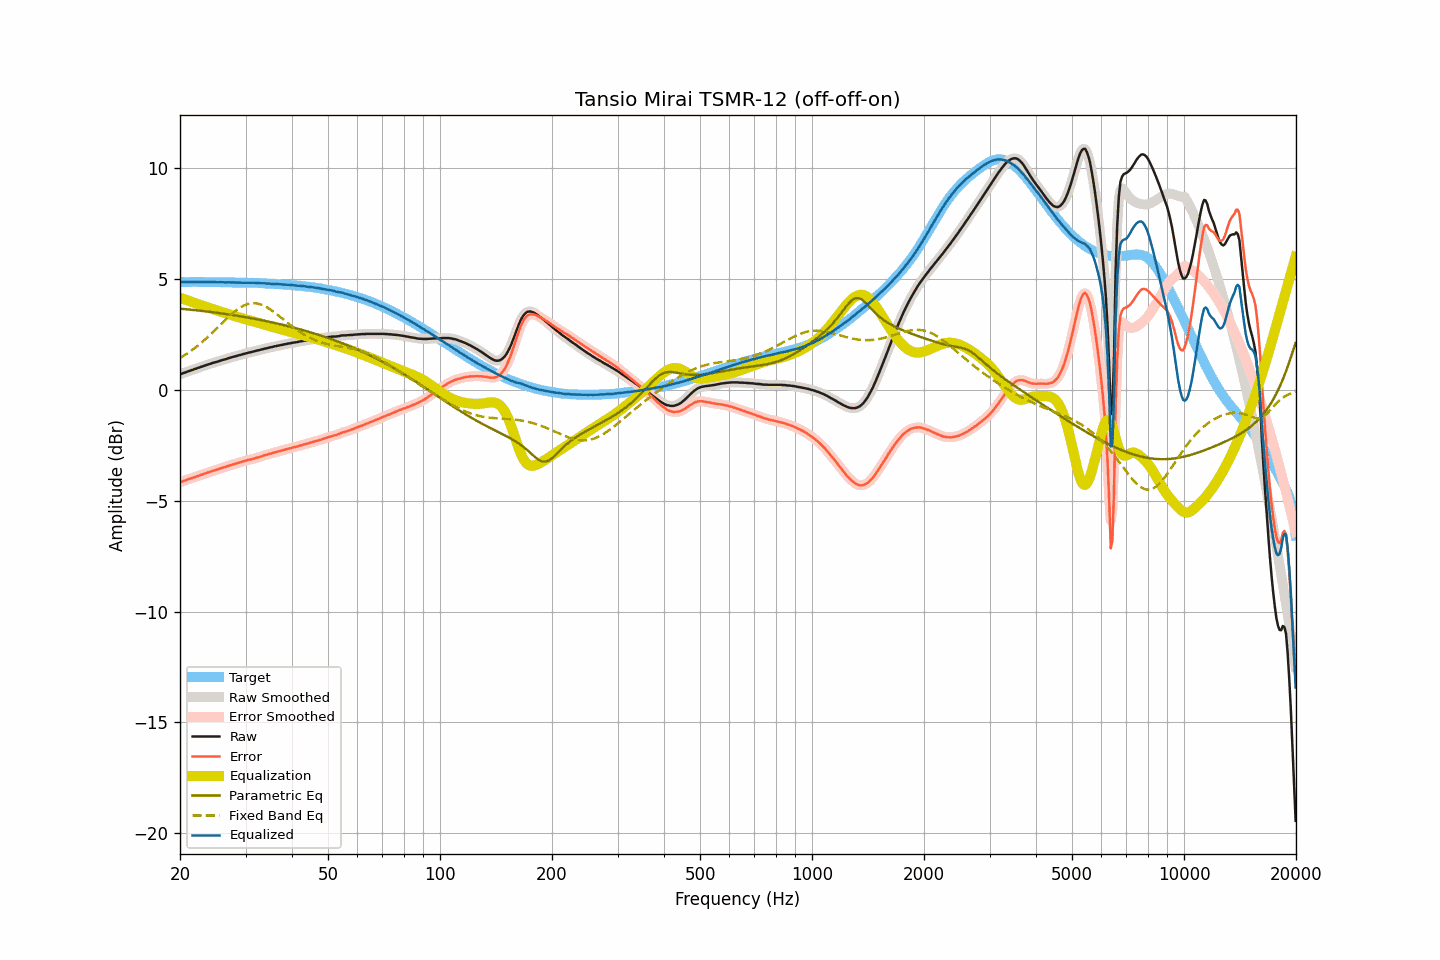 Tansio Mirai TSMR-12 (off-off-on)
10
5
0
−5
−10
−15
−20
Amplitude (dBr)
Target
Raw Smoothed
Error Smoothed
Raw
Error
Equalization
Parametric Eq
Fixed Band Eq
Equalized
20 50 100 200 500 1000 2000 5000 10000 20000
Frequency (Hz)